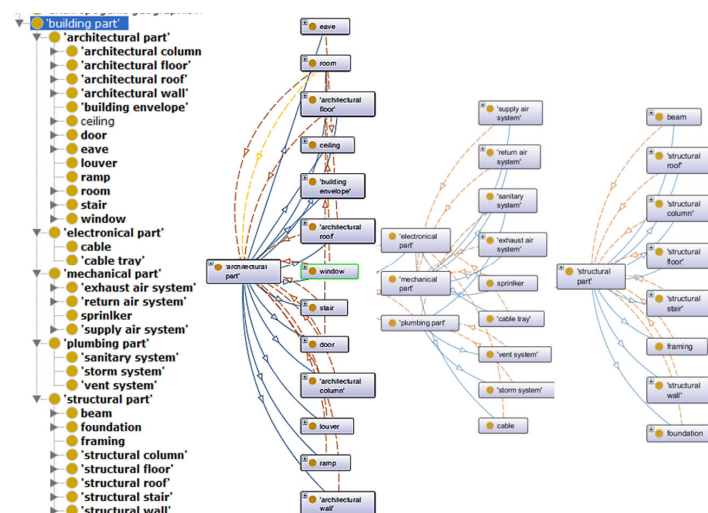 'building part'
'architectural part'
'architectural column
'architectural floor'
'architectural roof'
'architectural wall'
'building envelope'
ceiling
door
eave
louver
ramp
room
stair
window
'electronical part'
cable
'cable tray'
'mechanical part'
'exhaust air system'
'return air system'
sprinlker
'supply air system'
'plumbing part'
'sanitary system'
'storm system'
'vent system'
'structural part'
beam
foundation
framing
'structural column'
'structural floor'
'structural roof'
'structural stair'
'structural wall'
'architectural
part'
eave
room
'architectural
floor'
ceiling
'building
envelope'
'architectural
roof'
window
stair
door
'architectural
column'
louver
ramp
'architectural
wall'
'electronical
part'
'mechanical
part'
'plumbing part'
'supply air
system'
'return air
system'
'sanitary
system'
'exhaust air
system'
sprinlker
'cable tray'
'vent system'
'storm system'
cable
'structural
part'
beam
'structural
roof'
'structural
column'
'structural
floor'
'structural
stair'
framing
'structural
wall'
foundation